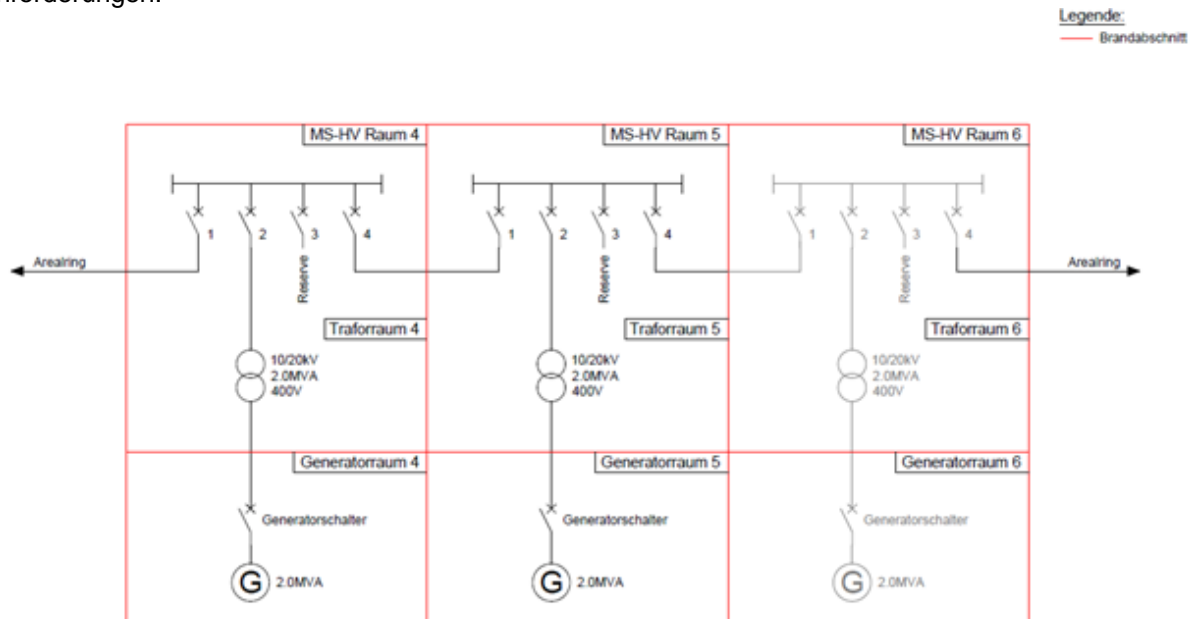 nforderungen.
Legende:
Brandabschnitt
MS-HV Raum 4
MS-HV Raum 5
MS-HV Raum 6
1
2
3
4
1
2
3
4
1
2
3
4
Arealring
Reserve
Reserve
Reserve
Arealring
Traforraum 4
Traforraum 5
Traforraum 6
10/20kV
2.0MVA
400V
10/20kV
2.0MVA
400V
10/20kV
2.0MVA
400V
Generatorraum 4
Generatorraum 5
Generatorraum 6
Generatorschalter
Generatorschalter
Generatorschalter
G 2.0MVA
G 2.0MVA
G 2.0MVA